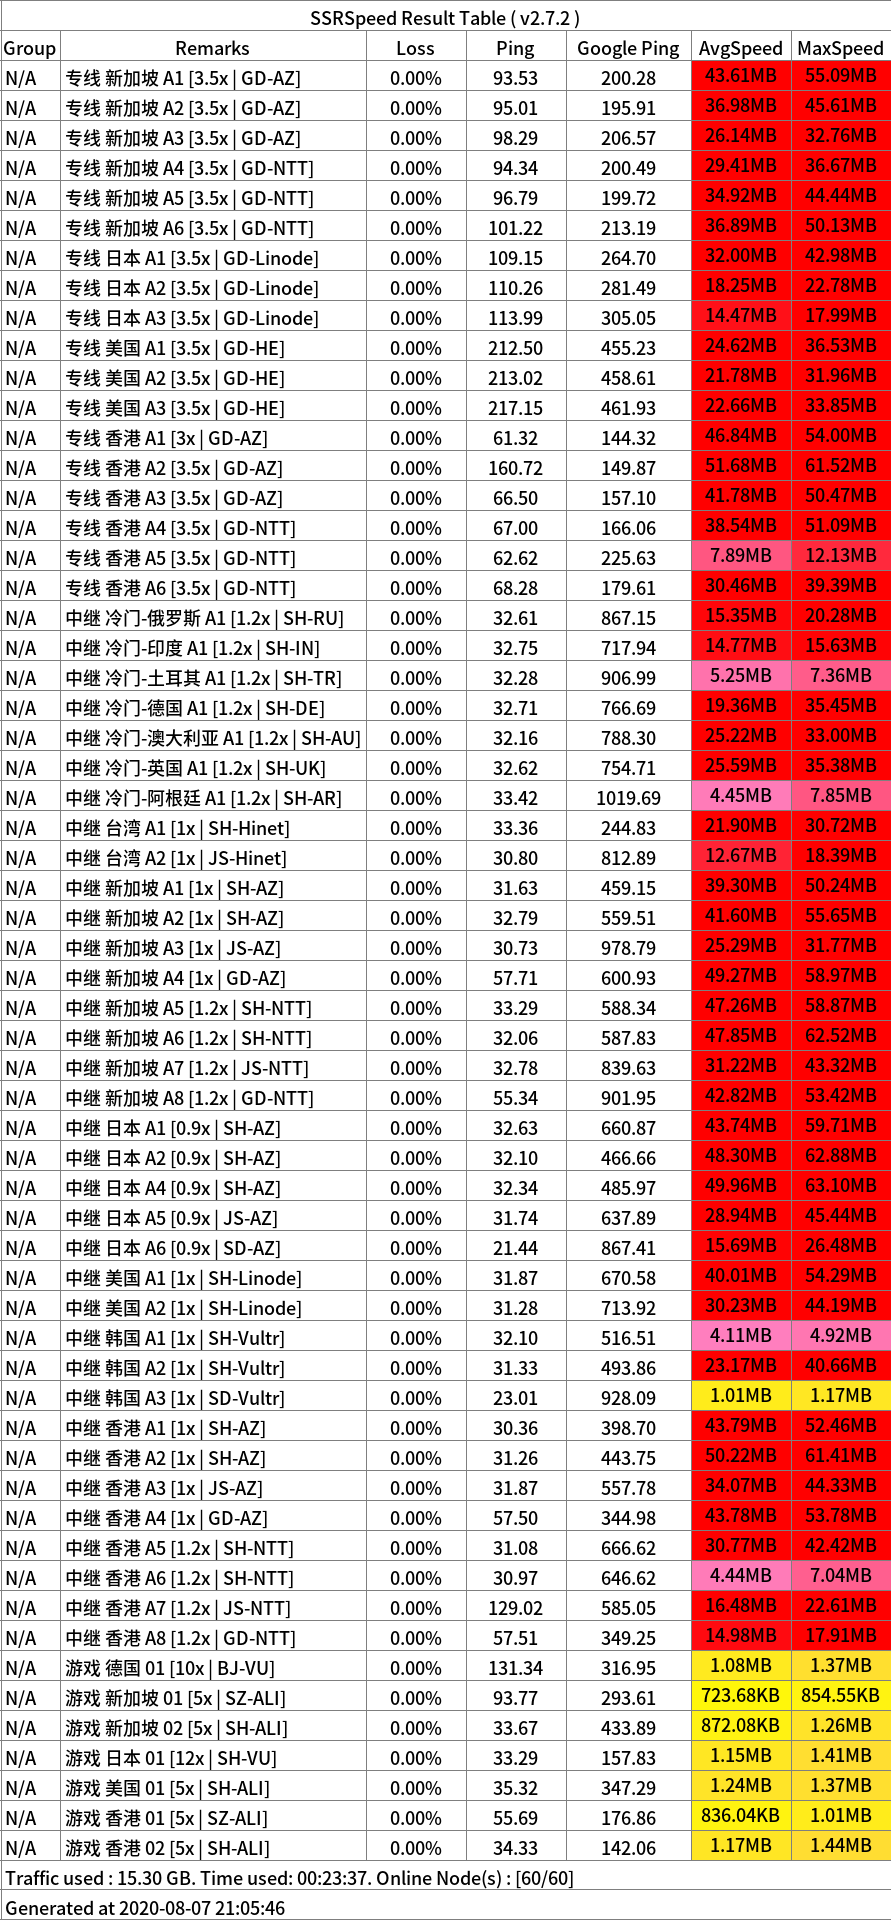 SSRSpeed Result Table ( v2.7.2 )
Group Remarks Loss Ping Google Ping AvgSpeed MaxSpeed
N/A 专线 新加坡 A1 [3.5x | GD-AZ] 0.00% 93.53 200.28 43.61MB 55.09MB
N/A 专线 新加坡 A2 [3.5x | GD-AZ] 0.00% 95.01 195.91 36.98MB 45.61MB
N/A 专线 新加坡 A3 [3.5x | GD-AZ] 0.00% 98.29 206.57 26.14MB 32.76MB
N/A 专线 新加坡 A4 [3.5x | GD-NTT] 0.00% 94.34 200.49 29.41MB 36.67MB
N/A 专线 新加坡 A5 [3.5x | GD-NTT] 0.00% 96.79 199.72 34.92MB 44.44MB
N/A 专线 新加坡 A6 [3.5x | GD-NTT] 0.00% 101.22 213.19 36.89MB 50.13MB
N/A 专线 日本 A1 [3.5x | GD-Linode] 0.00% 109.15 264.70 32.00MB 42.98MB
N/A 专线 日本 A2 [3.5x | GD-Linode] 0.00% 110.26 281.49 18.25MB 22.78MB
N/A 专线 日本 A3 [3.5x | GD-Linode] 0.00% 113.99 305.05 14.47MB 17.99MB
N/A 专线 美国 A1 [3.5x | GD-HE] 0.00% 212.50 455.23 24.62MB 36.53MB
N/A 专线 美国 A2 [3.5x | GD-HE] 0.00% 213.02 458.61 21.78MB 31.96MB
N/A 专线 美国 A3 [3.5x | GD-HE] 0.00% 217.15 461.93 22.66MB 33.85MB
N/A 专线 香港 A1 [3x | GD-AZ] 0.00% 61.32 144.32 46.84MB 54.00MB
N/A 专线 香港 A2 [3.5x | GD-AZ] 0.00% 160.72 149.87 51.68MB 61.52MB
N/A 专线 香港 A3 [3.5x | GD-AZ] 0.00% 66.50 157.10 41.78MB 50.47MB
N/A 专线 香港 A4 [3.5x | GD-NTT] 0.00% 67.00 166.06 38.54MB 51.09MB
N/A 专线 香港 A5 [3.5x | GD-NTT] 0.00% 62.62 225.63 7.89MB 12.13MB
N/A 专线 香港 A6 [3.5x | GD-NTT] 0.00% 68.28 179.61 30.46MB 39.39MB
N/A 中继 冷门-俄罗斯 A1 [1.2x | SH-RU] 0.00% 32.61 867.15 15.35MB 20.28MB
N/A 中继 冷门-印度 A1 [1.2x | SH-IN] 0.00% 32.75 717.94 14.77MB 15.63MB
N/A 中继 冷门-土耳其 A1 [1.2x | SH-TR] 0.00% 32.28 906.99 5.25MB 7.36MB
N/A 中继 冷门-德国 A1 [1.2x | SH-DE] 0.00% 32.71 766.69 19.36MB 35.45MB
N/A 中继 冷门-澳大利亚 A1 [1.2x | SH-AU] 0.00% 32.16 788.30 25.22MB 33.00MB
N/A 中继 冷门-英国 A1 [1.2x | SH-UK] 0.00% 32.62 754.71 25.59MB 35.38MB
N/A 中继 冷门-阿根廷 A1 [1.2x | SH-AR] 0.00% 33.42 1019.69 4.45MB 7.85MB
N/A 中继 台湾 A1 [1x | SH-Hinet] 0.00% 33.36 244.83 21.90MB 30.72MB
N/A 中继 台湾 A2 [1x | JS-Hinet] 0.00% 30.80 812.89 12.67MB 18.39MB
N/A 中继 新加坡 A1 [1x | SH-AZ] 0.00% 31.63 459.15 39.30MB 50.24MB
N/A 中继 新加坡 A2 [1x | SH-AZ] 0.00% 32.79 559.51 41.60MB 55.65MB
N/A 中继 新加坡 A3 [1x | JS-AZ] 0.00% 30.73 978.79 25.29MB 31.77MB
N/A 中继 新加坡 A4 [1x | GD-AZ] 0.00% 57.71 600.93 49.27MB 58.97MB
N/A 中继 新加坡 A5 [1.2x | SH-NTT] 0.00% 33.29 588.34 47.26MB 58.87MB
N/A 中继 新加坡 A6 [1.2x | SH-NTT] 0.00% 32.06 587.83 47.85MB 62.52MB
N/A 中继 新加坡 A7 [1.2x | JS-NTT] 0.00% 32.78 839.63 31.22MB 43.32MB
N/A 中继 新加坡 A8 [1.2x | GD-NTT] 0.00% 55.34 901.95 42.82MB 53.42MB
N/A 中继 日本 A1 [0.9x | SH-AZ] 0.00% 32.63 660.87 43.74MB 59.71MB
N/A 中继 日本 A2 [0.9x | SH-AZ] 0.00% 32.10 466.66 48.30MB 62.88MB
N/A 中继 日本 A4 [0.9x | SH-AZ] 0.00% 32.34 485.97 49.96MB 63.10MB
N/A 中继 日本 A5 [0.9x | JS-AZ] 0.00% 31.74 637.89 28.94MB 45.44MB
N/A 中继 日本 A6 [0.9x | SD-AZ] 0.00% 21.44 867.41 15.69MB 26.48MB
N/A 中继 美国 A1 [1x | SH-Linode] 0.00% 31.87 670.58 40.01MB 54.29MB
N/A 中继 美国 A2 [1x | SH-Linode] 0.00% 31.28 713.92 30.23MB 44.19MB
N/A 中继 韩国 A1 [1x | SH-Vultr] 0.00% 32.10 516.51 4.11MB 4.92MB
N/A 中继 韩国 A2 [1x | SH-Vultr] 0.00% 31.33 493.86 23.17MB 40.66MB
N/A 中继 韩国 A3 [1x | SD-Vultr] 0.00% 23.01 928.09 1.01MB 1.17MB
N/A 中继 香港 A1 [1x | SH-AZ] 0.00% 30.36 398.70 43.79MB 52.46MB
N/A 中继 香港 A2 [1x | SH-AZ] 0.00% 31.26 443.75 50.22MB 61.41MB
N/A 中继 香港 A3 [1x | JS-AZ] 0.00% 31.87 557.78 34.07MB 44.33MB
N/A 中继 香港 A4 [1x | GD-AZ] 0.00% 57.50 344.98 43.78MB 53.78MB
N/A 中继 香港 A5 [1.2x | SH-NTT] 0.00% 31.08 666.62 30.77MB 42.42MB
N/A 中继 香港 A6 [1.2x | SH-NTT] 0.00% 30.97 646.62 4.44MB 7.04MB
N/A 中继 香港 A7 [1.2x | JS-NTT] 0.00% 129.02 585.05 16.48MB 22.61MB
N/A 中继 香港 A8 [1.2x | GD-NTT] 0.00% 57.51 349.25 14.98MB 17.91MB
N/A 游戏 德国 01 [10x | BJ-VU] 0.00% 131.34 316.95 1.08MB 1.37MB
N/A 游戏 新加坡 01 [5x | SZ-ALI] 0.00% 93.77 293.61 723.68KB 854.55KB
N/A 游戏 新加坡 02 [5x | SH-ALI] 0.00% 33.67 433.89 872.08KB 1.26MB
N/A 游戏 日本 01 [12x | SH-VU] 0.00% 33.29 157.83 1.15MB 1.41MB
N/A 游戏 美国 01 [5x | SH-ALI] 0.00% 35.32 347.29 1.24MB 1.37MB
N/A 游戏 香港 01 [5x | SZ-ALI] 0.00% 55.69 176.86 836.04KB 1.01MB
N/A 游戏 香港 02 [5x | SH-ALI] 0.00% 34.33 142.06 1.17MB 1.44MB
Traffic used : 15.30 GB. Time used: 00:23:37. Online Node(s) : [60/60]
Generated at 2020-08-07 21:05:46